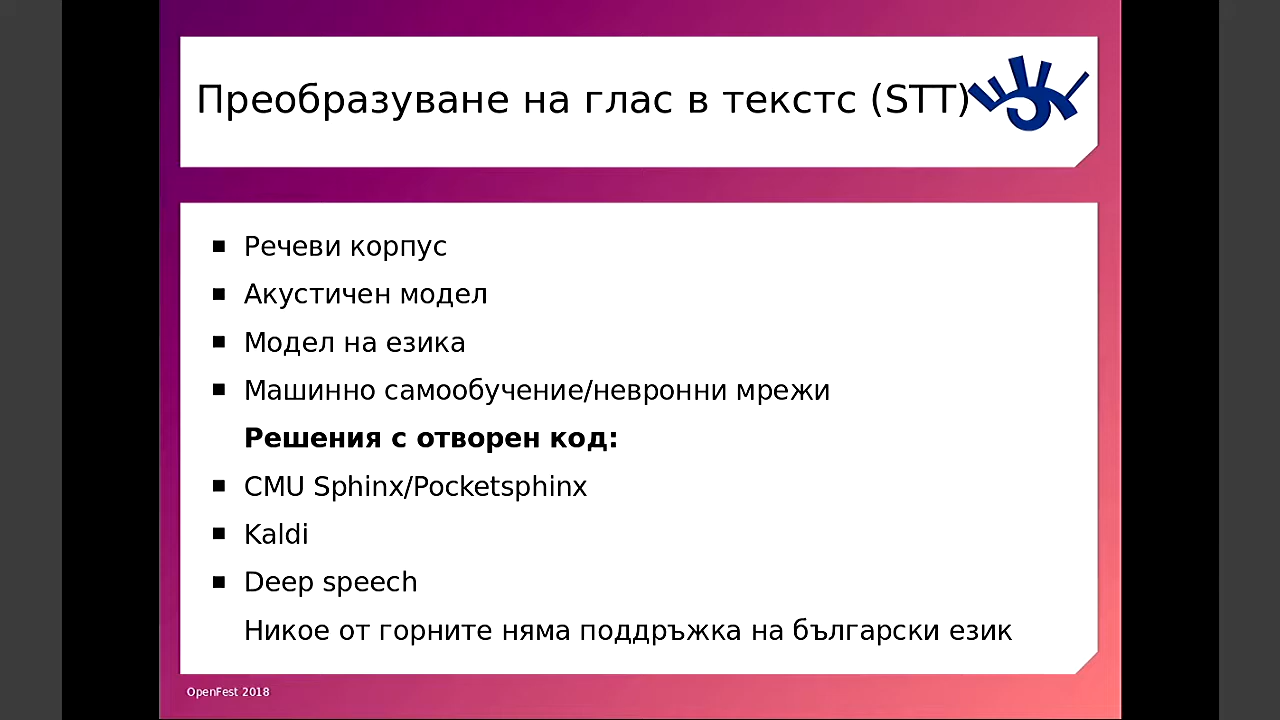 Преобразуване на глас в текстс (STT)
Речеви корпус
Акустичен модел
Модел на езика
Машинно самообучение/невронни мрежи
Решения с отворен код:
CMU Sphinx/Pocketsphinx
Kaldi
Deep speech
Никое от горните няма поддръжка на български език
OpenFest 2018